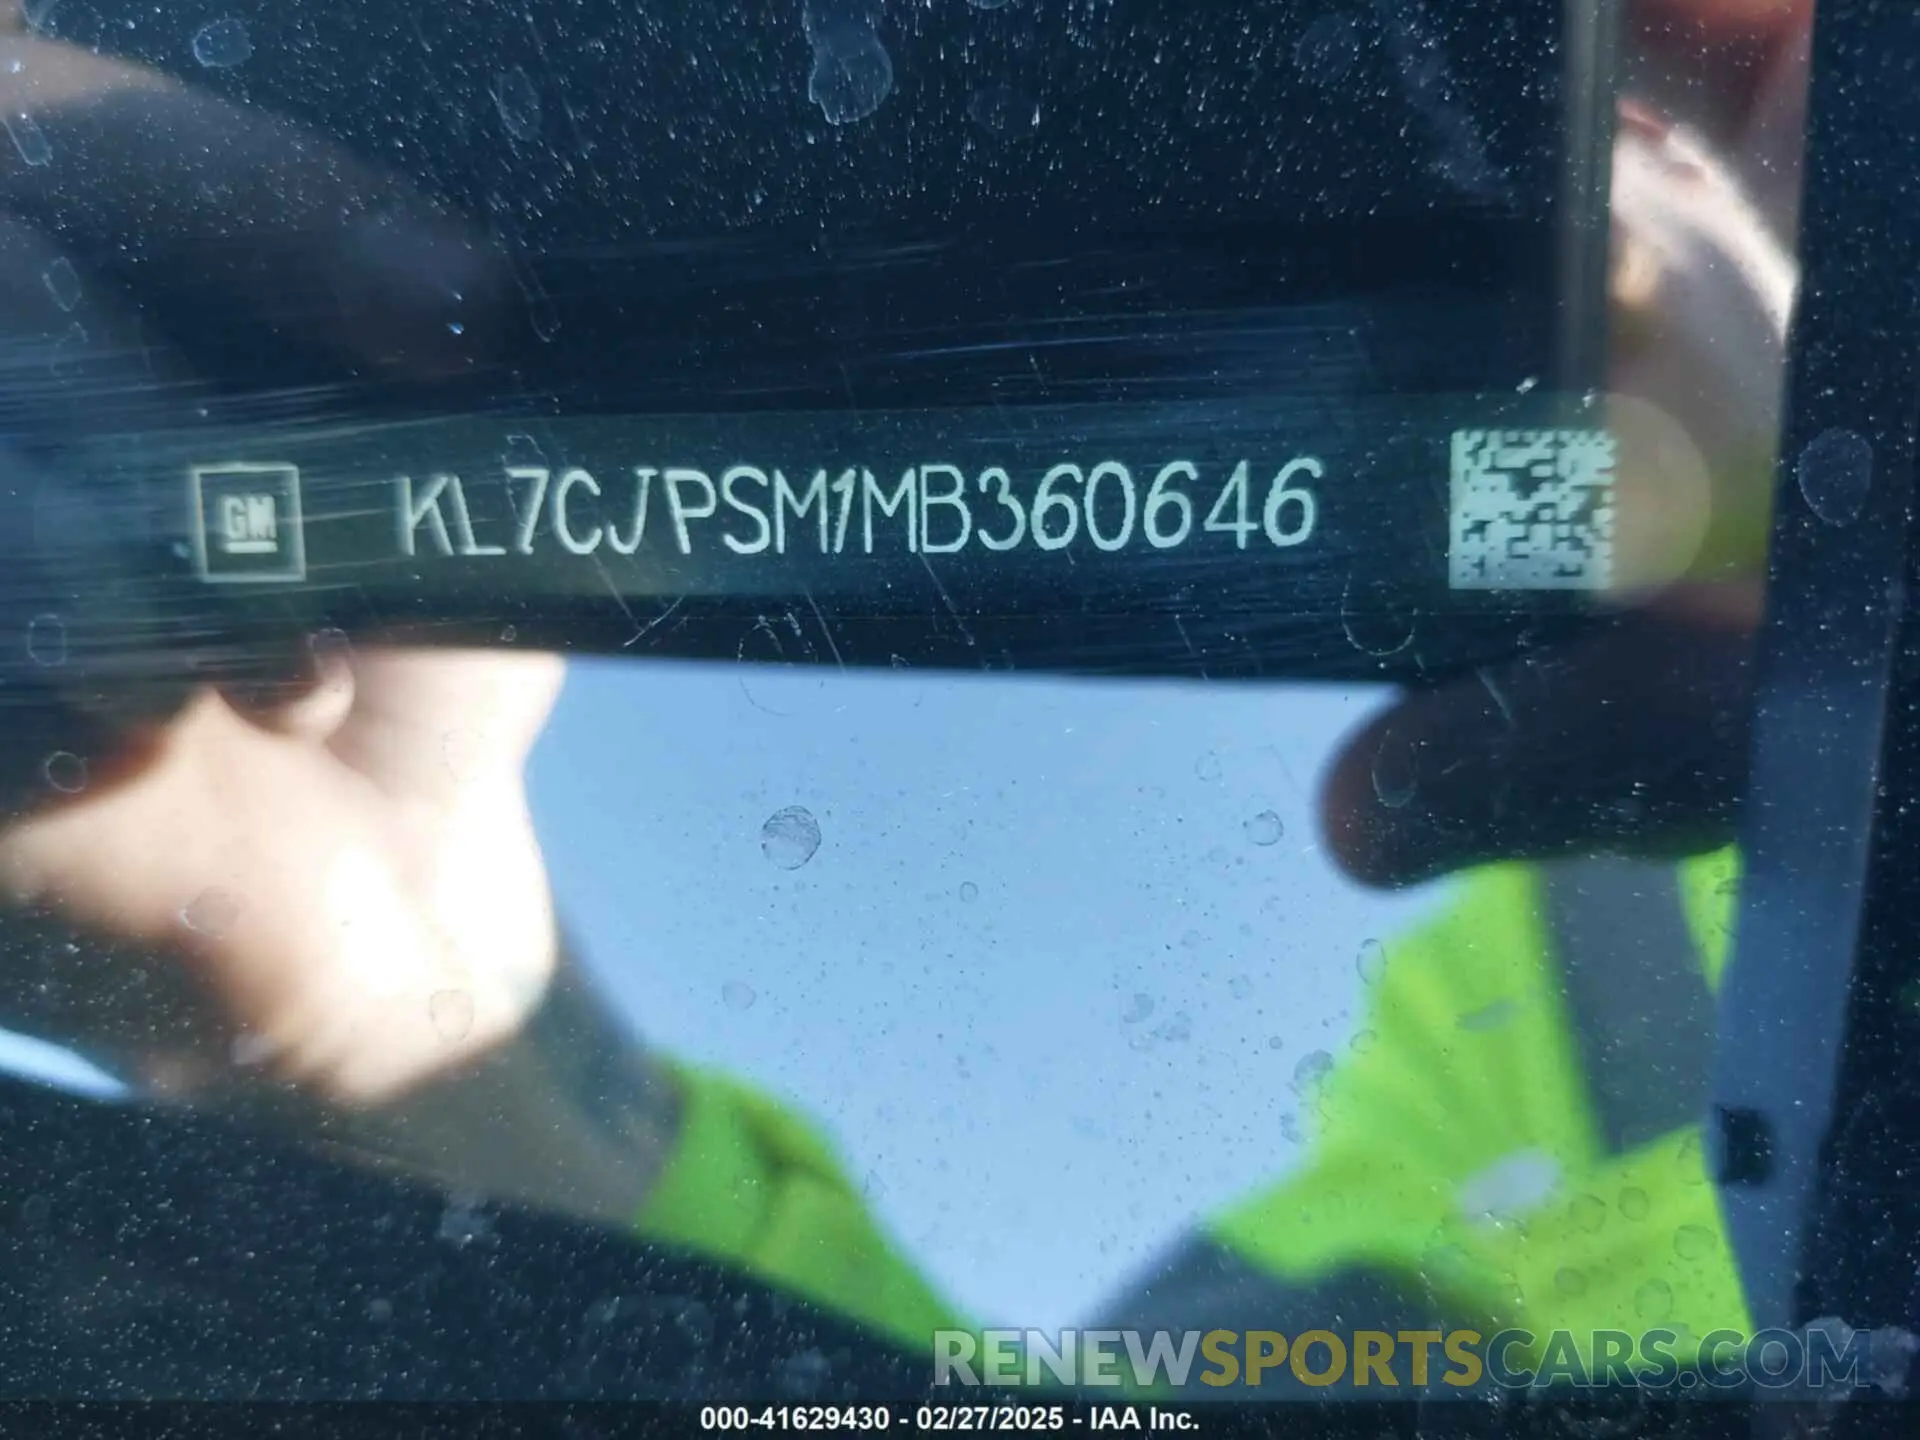 GM KL7CJPSM1MB360646
RENEWSPORTSCARS.COM
000-41629430 - 02/27/2025 - IAA Inc.